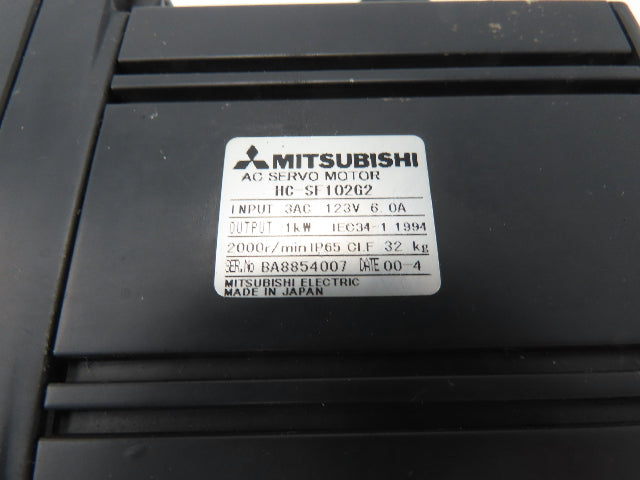 MITSUBISHI
AC SERVO MOTOR
HC-SF102G2
INPUT 3AC 123V 6.0A
OUTPUT 1kW IEC34-1 1994
2000r/min IP65 Cl.F 32 kg
SER.No BA8854007 DATE 00-4
MITSUBISHI ELECTRIC
MADE IN JAPAN